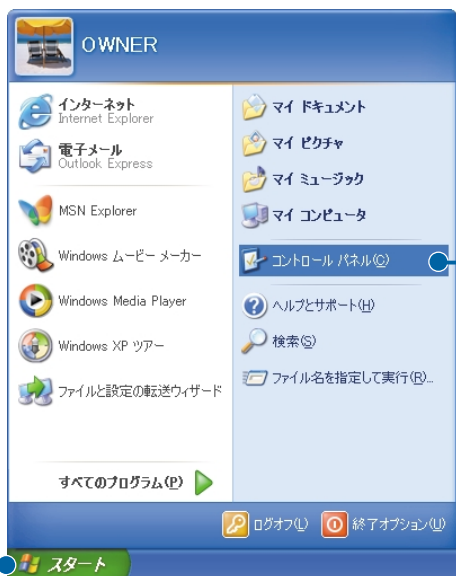 OWNER
インターネット
Internet Explorer
電子メール
Outlook Express
MSN Explorer
Windows ムービー メーカー
Windows Media Player
Windows XP ツアー
ファイルと設定の転送ウィザード
すべてのプログラム(P)
マイ ドキュメント
マイ ピクチャ
マイ ミュージック
マイ コンピュータ
コントロール パネル(C)
ヘルプとサポート(H)
検索(S)
ファイル名を指定して実行(R)...
ログオフ(L)
終了オプション(U)
スタート